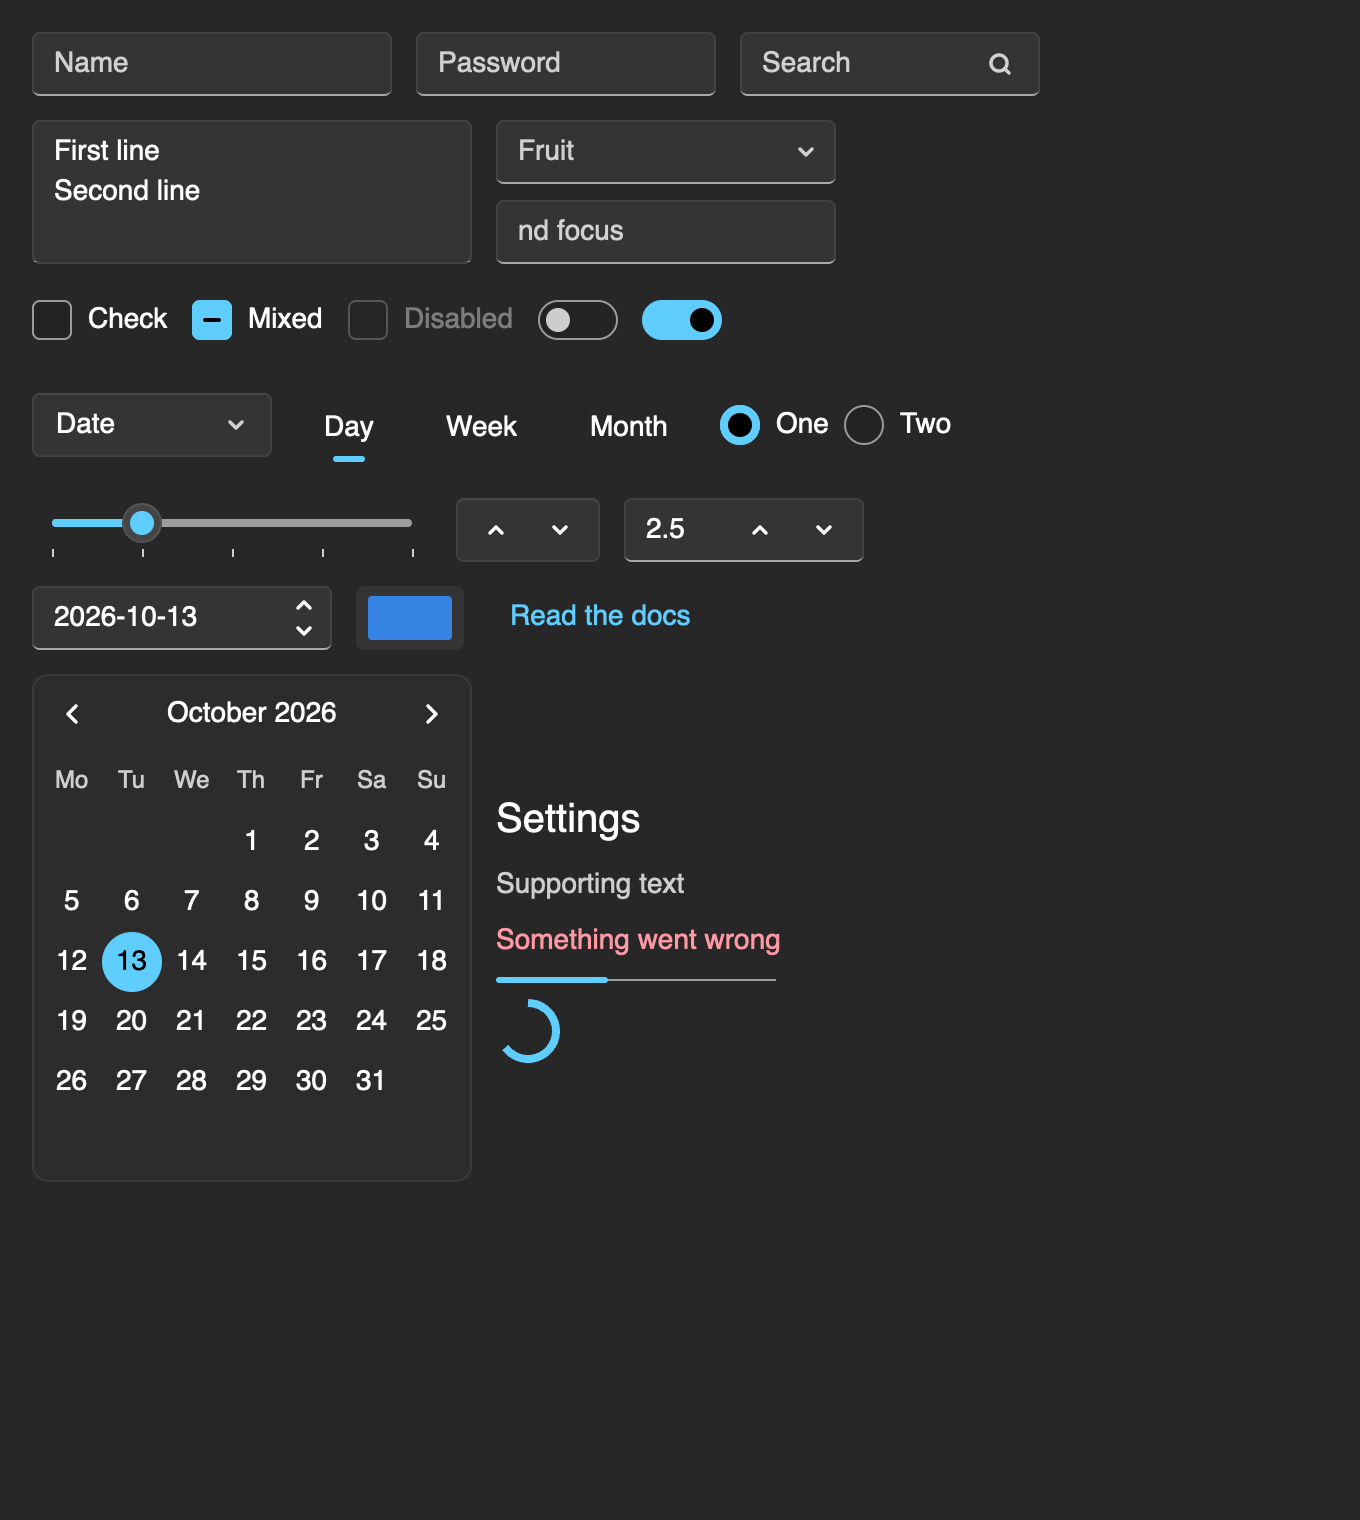 Name Password Search
First line
Second line
Fruit
nd focus
Check Mixed Disabled
Date Day Week Month One Two
2.5
2026-10-13
Read the docs
October 2026
Mo Tu We Th Fr Sa Su
1 2 3 4
5 6 7 8 9 10 11
12 13 14 15 16 17 18
19 20 21 22 23 24 25
26 27 28 29 30 31
Settings
Supporting text
Something went wrong